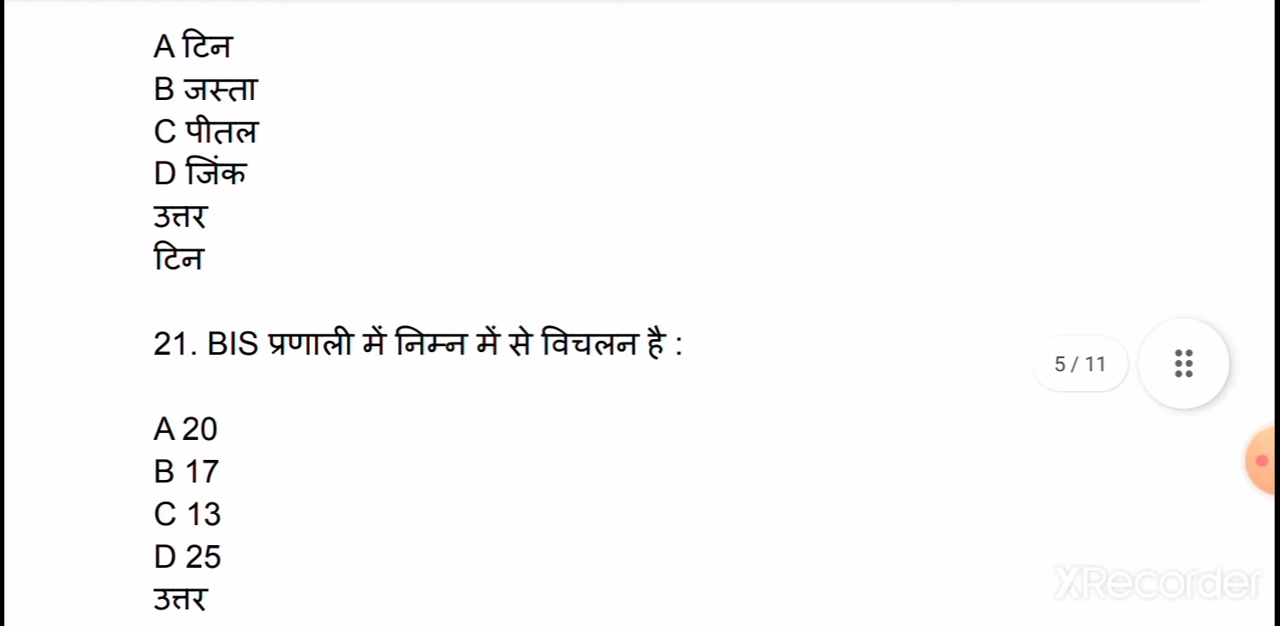 A टिन
B जस्ता
C पीतल
D जिंक
उत्तर
टिन
21. BIS प्रणाली में निम्न में से विचलन है :
5 / 11
A 20
B 17
C 13
D 25
उत्तर
XRecorder